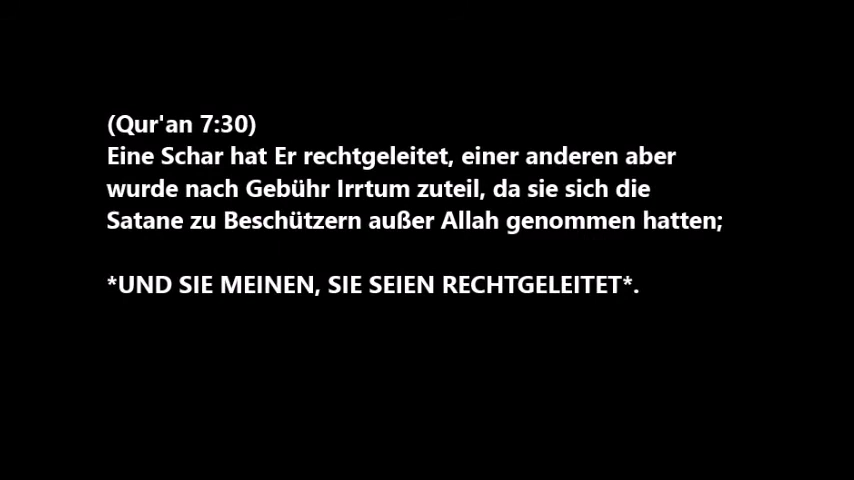 (Qur'an 7:30)
Eine Schar hat Er rechtgeleitet, einer anderen aber
wurde nach Gebühr Irrtum zuteil, da sie sich die
Satane zu Beschützern außer Allah genommen hatten;
*UND SIE MEINEN, SIE SEIEN RECHTGELEITET*.